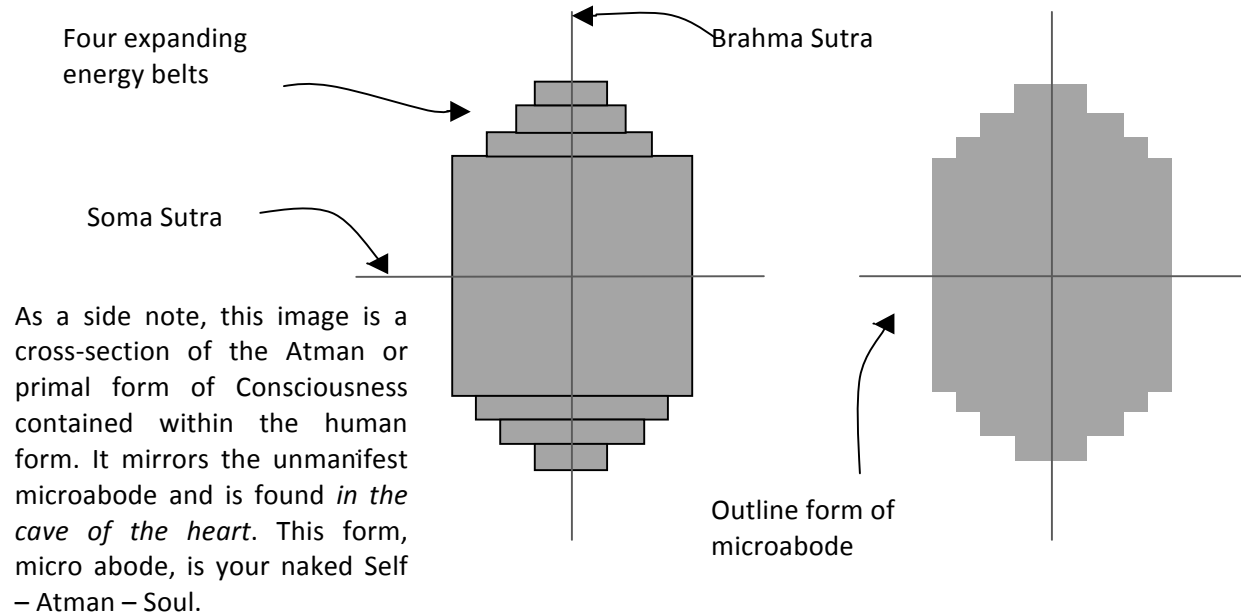 Four expanding
energy belts
Brahma Sutra
Soma Sutra
As a side note, this image is a
cross-section of the Atman or
primal form of Consciousness
contained within the human
form. It mirrors the unmanifest
microabode and is found in the
cave of the heart. This form,
micro abode, is your naked Self
– Atman – Soul.
Outline form of
microabode